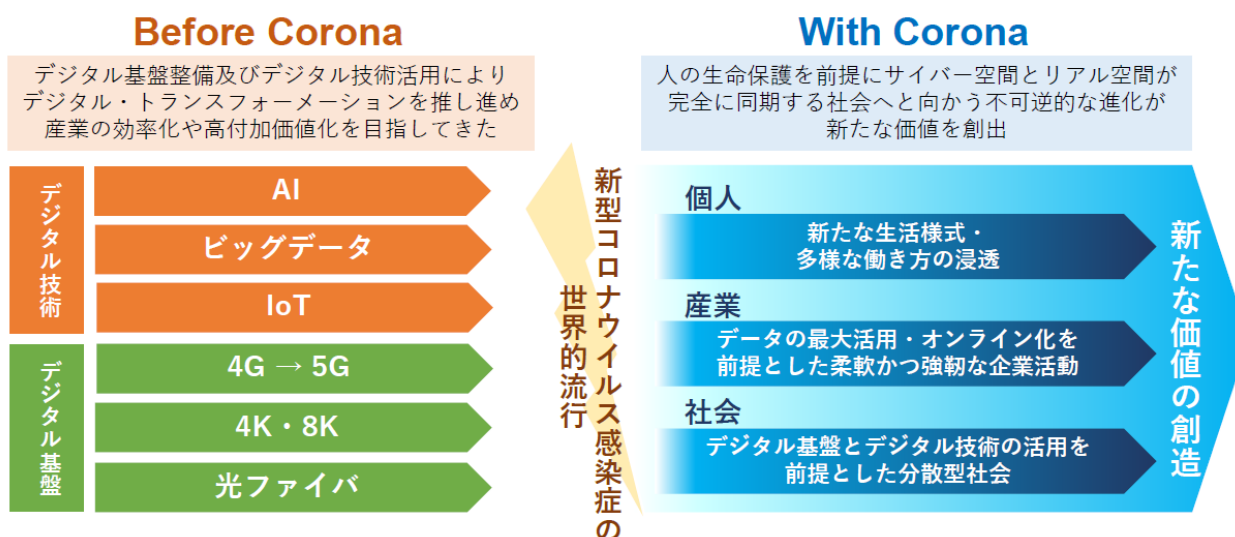 Before Corona
デジタル基盤整備及びデジタル技術活用により
デジタル・トランスフォーメーションを推し進め
産業の効率化や高付加価値化を目指してきた
デジタル技術
AI
ビッグデータ
IoT
デジタル基盤
4G → 5G
4K・8K
光ファイバ
新型コロナウイルス感染症の
世界的流行
With Corona
人の生命保護を前提にサイバー空間とリアル空間が
完全に同期する社会へと向かう不可逆的な進化が
新たな価値を創出
個人
新たな生活様式・
多様な働き方の浸透
産業
データの最大活用・オンライン化を
前提とした柔軟かつ強靭な企業活動
社会
デジタル基盤とデジタル技術の活用を
前提とした分散型社会
新たな価値の創造